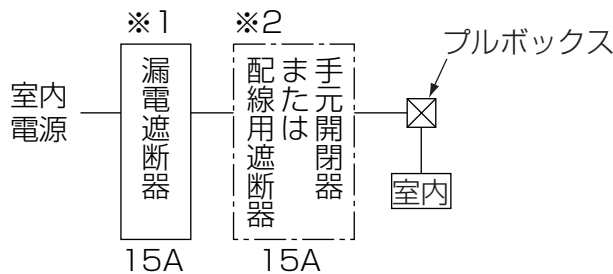 ※1
※2
プルボックス
室内
電源
漏電遮断器
手元開閉器
または
配線用遮断器
室内
15A
15A